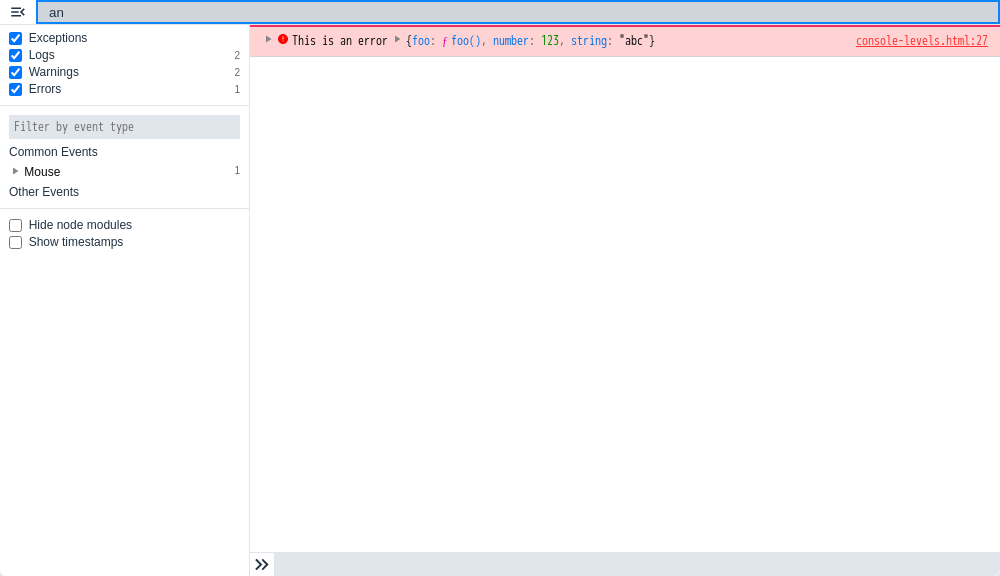 an
Exceptions
Logs 2
Warnings 2
Errors 1
Filter by event type
Common Events
Mouse 1
Other Events
Hide node modules
Show timestamps
This is an error {foo: ƒ foo(), number: 123, string: "abc"} console-levels.html:27